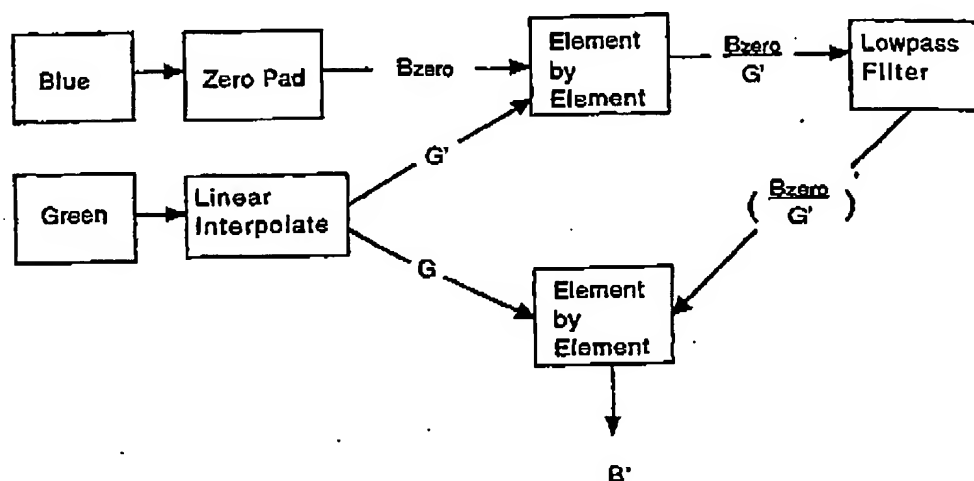 Blue
Zero Pad
Bzero
Element
by
Element
Bzero
G'
Lowpass
Filter
Green
Linear
Interpolate
G'
G
( Bzero
G' )'
Element
by
Element
B'